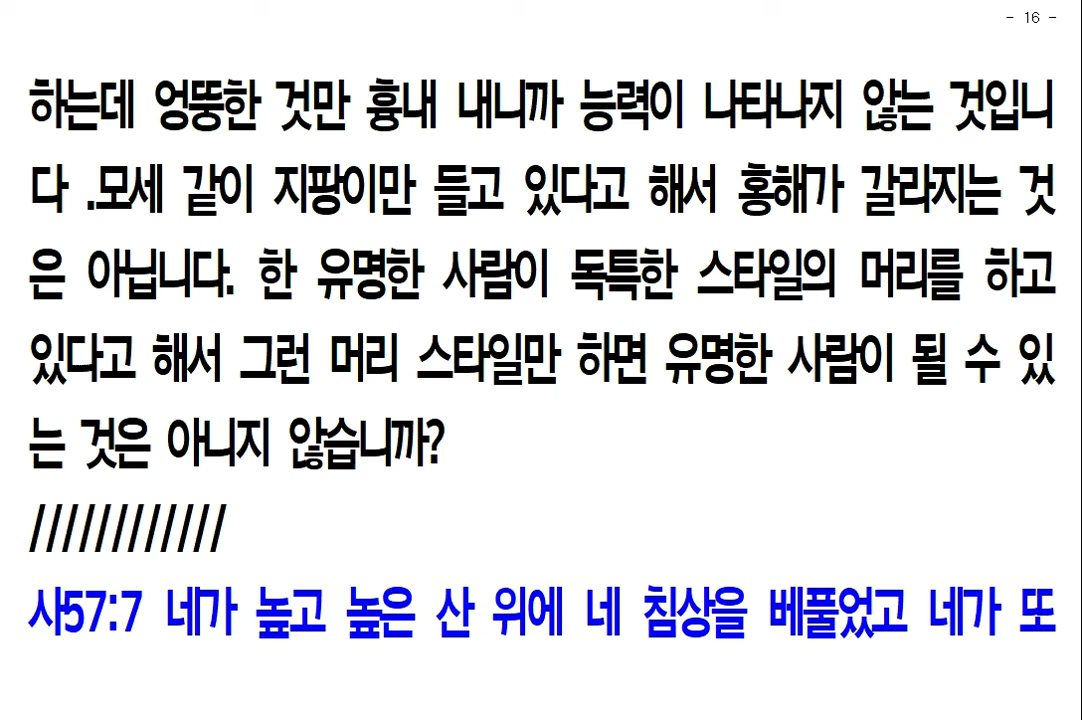 - 16 -
하는데 엉뚱한 것만 흉내 내니까 능력이 나타나지 않는 것입니
다 .모세 같이 지팡이만 들고 있다고 해서 홍해가 갈라지는 것
은 아닙니다. 한 유명한 사람이 독특한 스타일의 머리를 하고
있다고 해서 그런 머리 스타일만 하면 유명한 사람이 될 수 있
는 것은 아니지 않습니까?
////////////
사57:7 네가 높고 높은 산 위에 네 침상을 베풀었고 네가 또